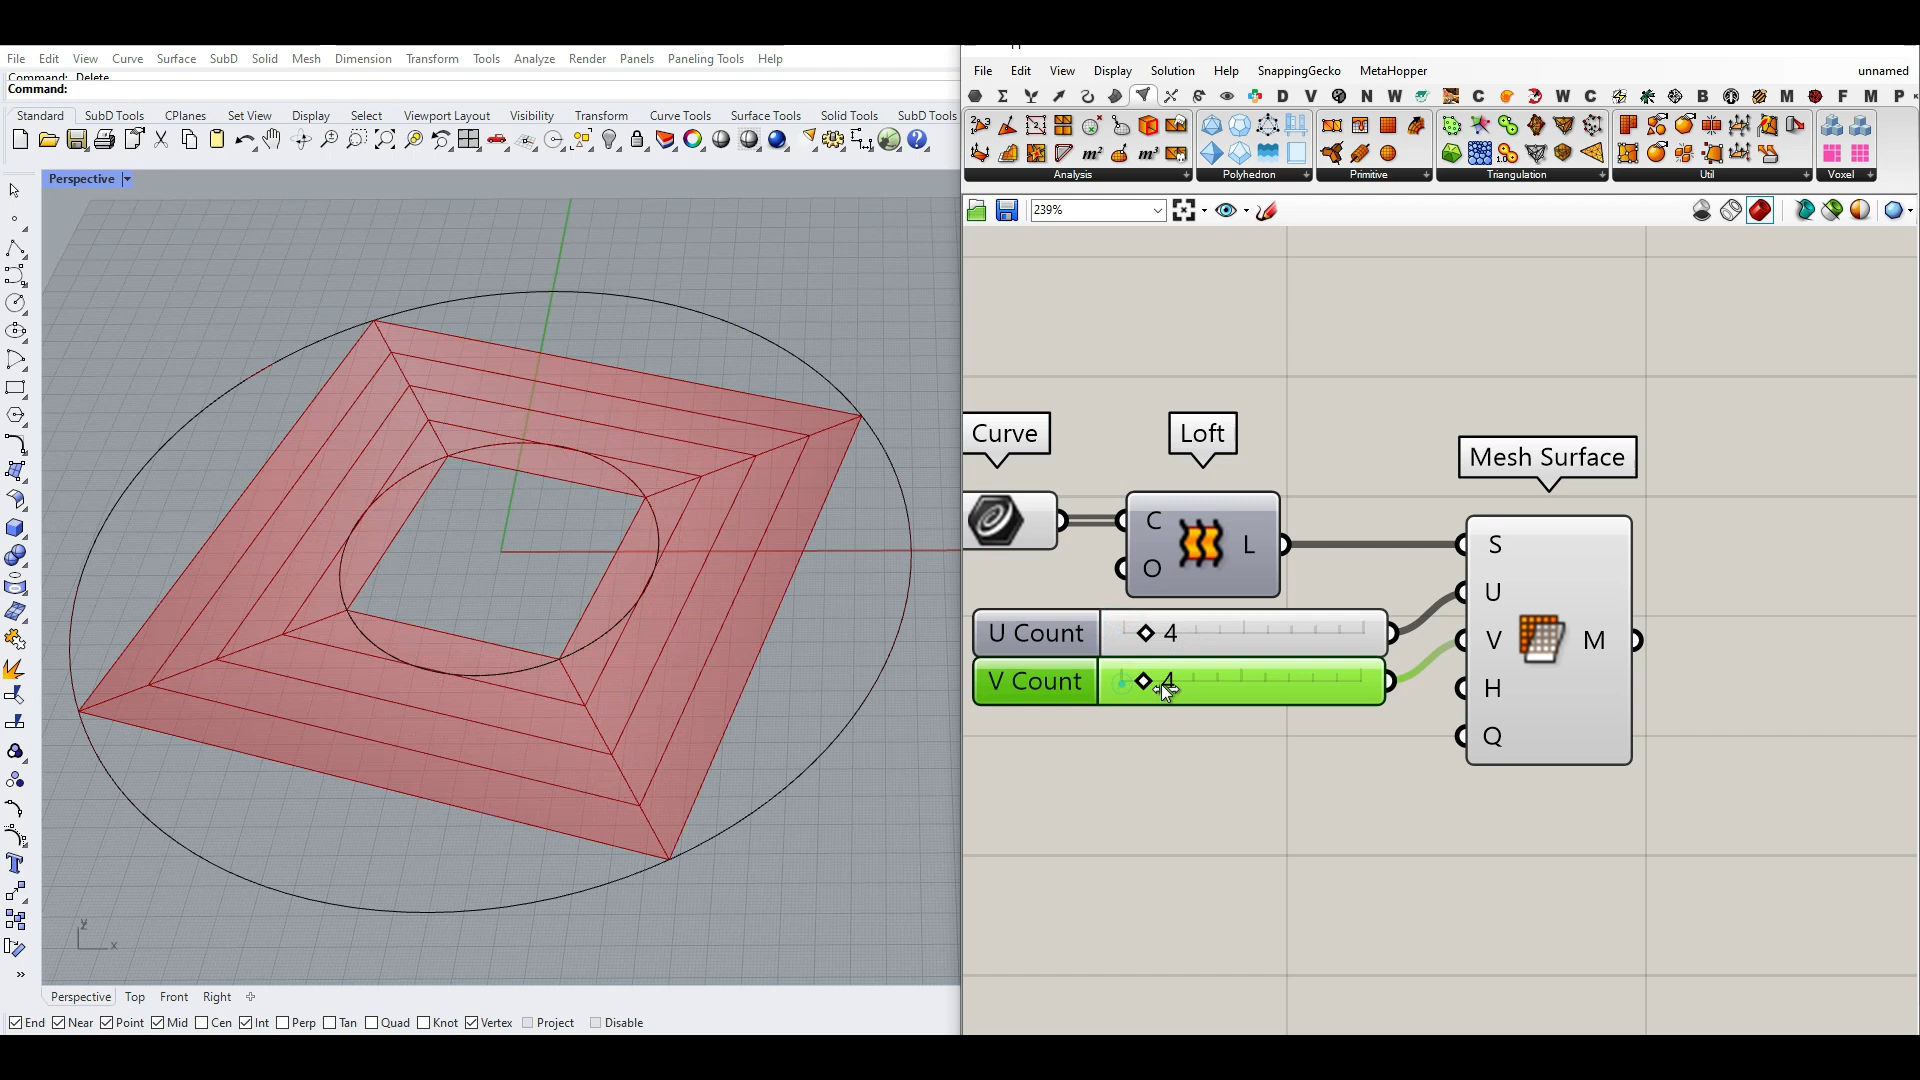 File Edit View Curve Surface SubD Solid Mesh Dimension Transform Tools Analyze Render Panels Paneling Tools Help
Command: Delete
Command:
Standard SubD Tools CPlanes Set View Display Select Viewport Layout Visibility Transform Curve Tools Surface Tools Solid Tools SubD Tools
Perspective
y
x
Perspective Top Front Right
End Near Point Mid Cen Int Perp Tan Quad Knot Vertex Project Disable
File Edit View Display Solution Help SnappingGecko MetaHopper unnamed
D V N W C W C B M F M P
Analysis Polyhedron Primitive Triangulation Util Voxel
239%
Curve
Loft
Mesh Surface
C
O
L
S
U
V
H
Q
M
U Count 4
V Count 4